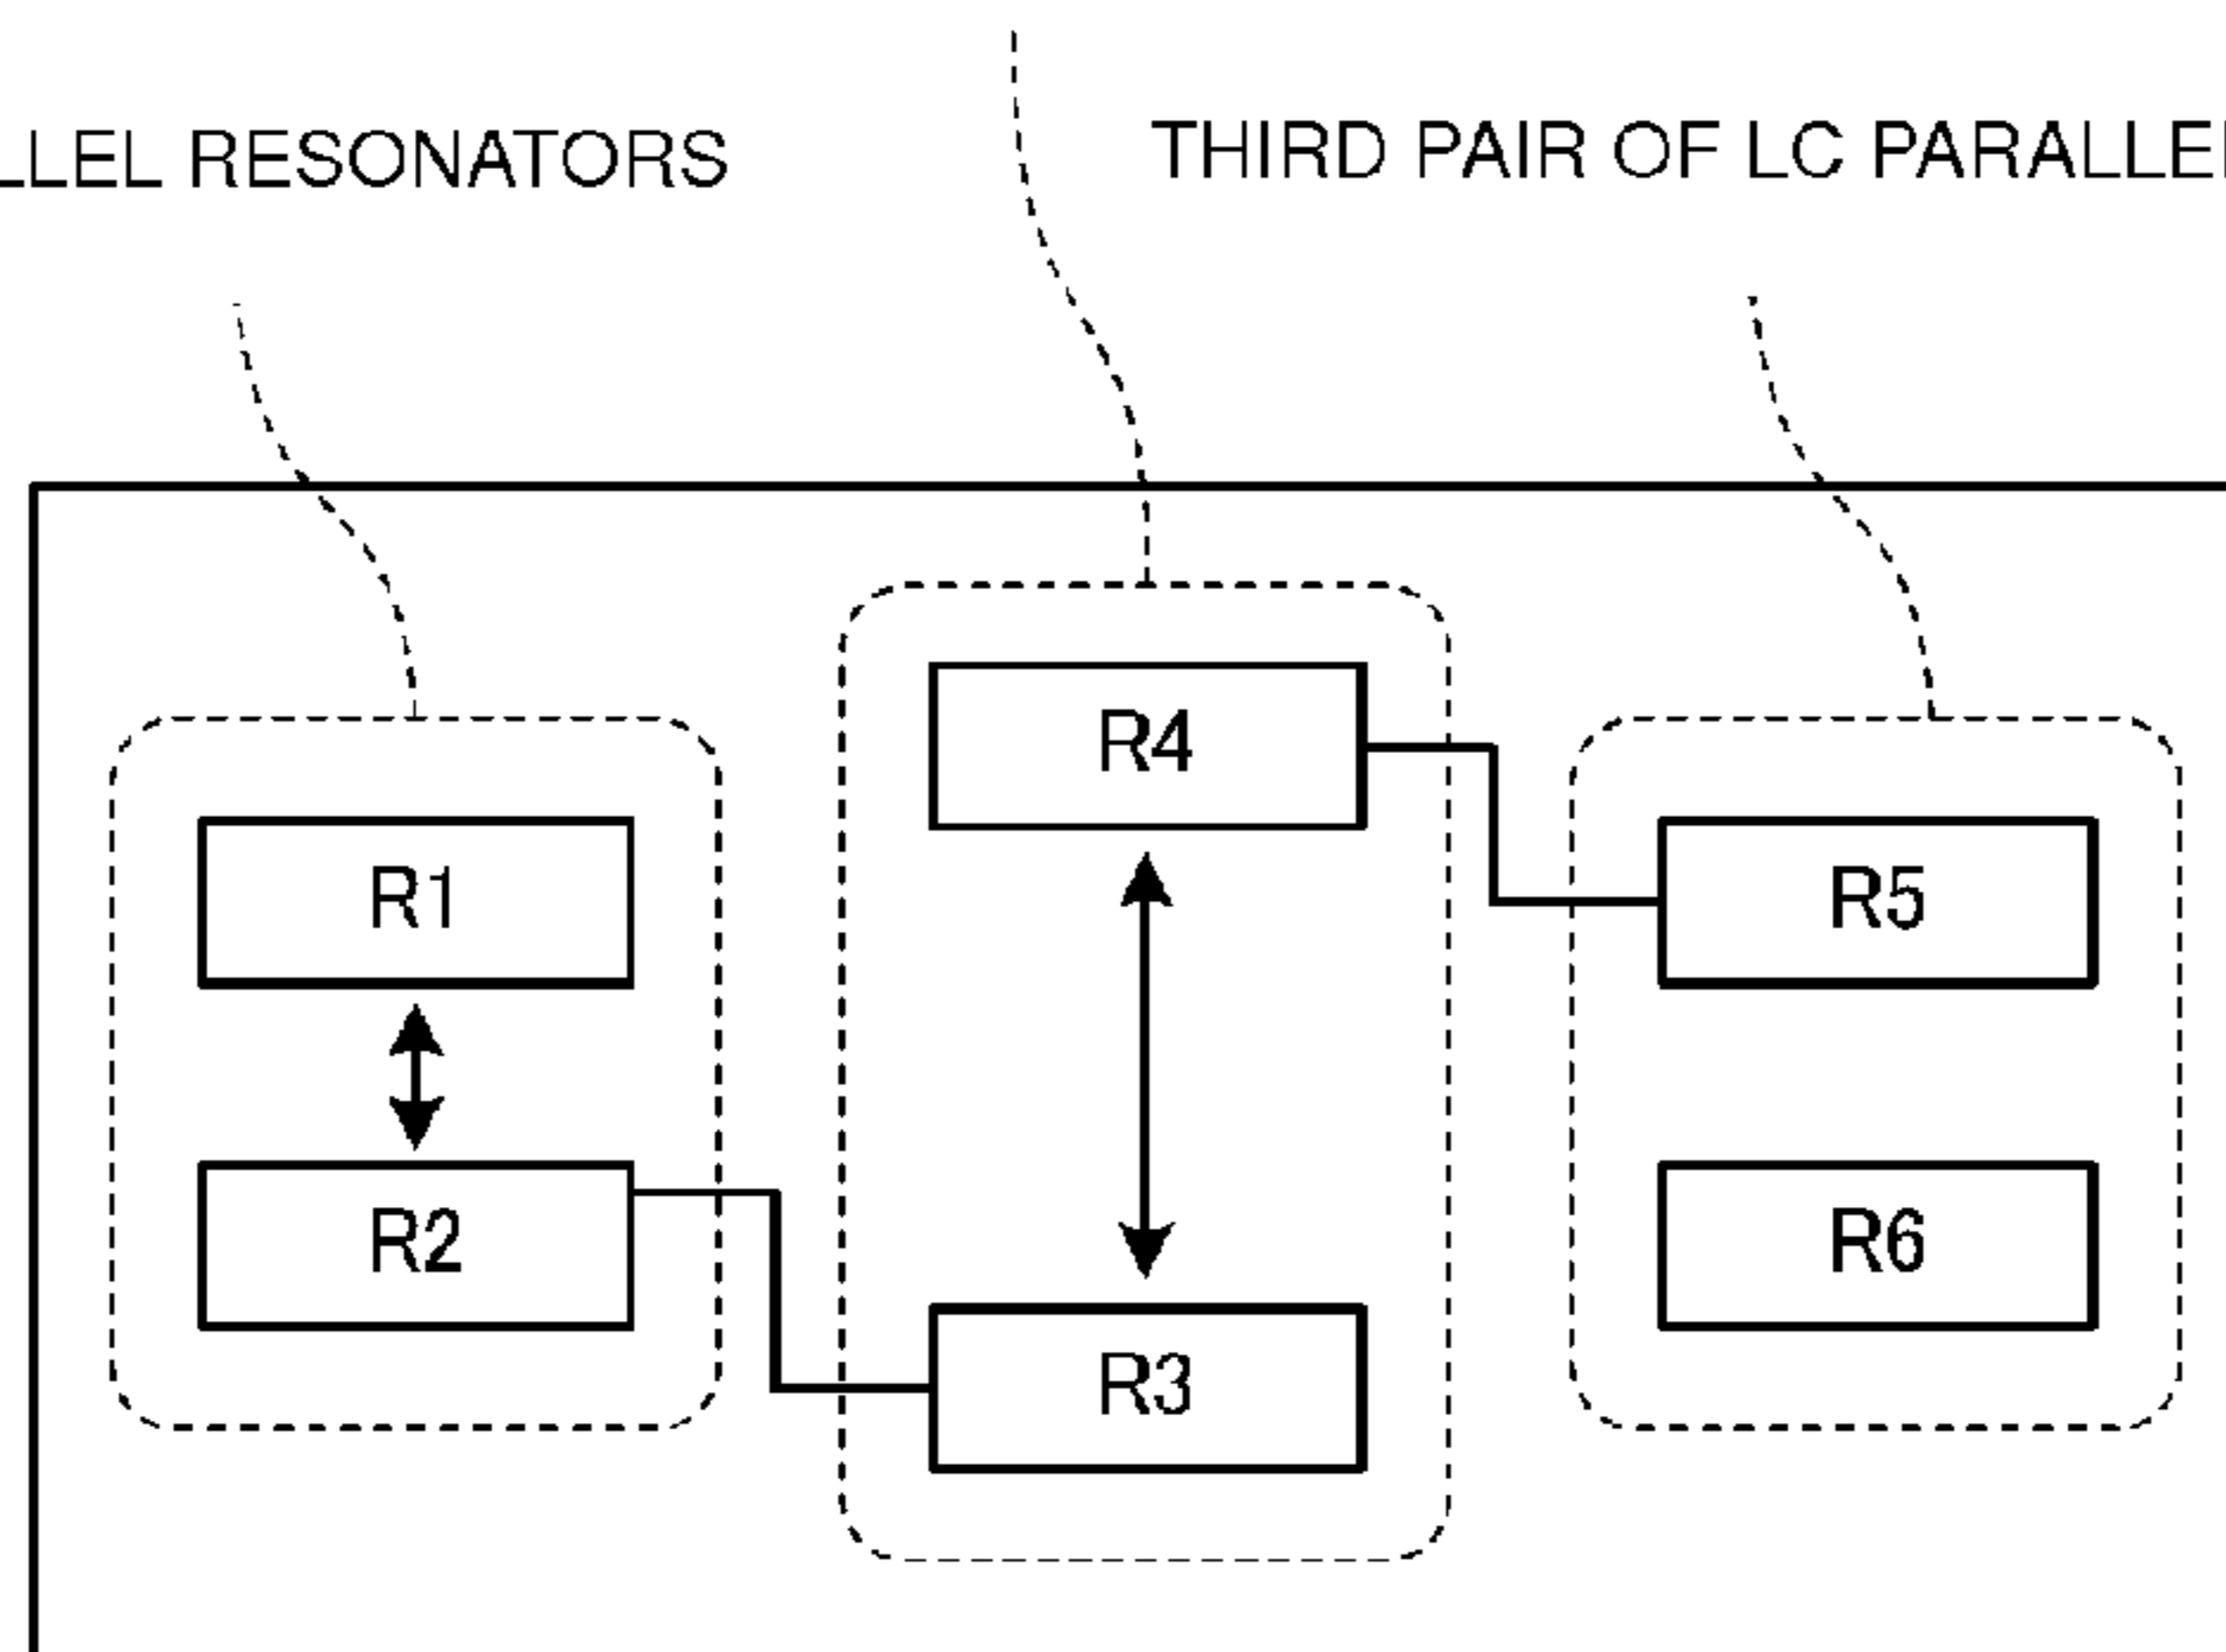 LLEL RESONATORS
THIRD PAIR OF LC PARALLEL
R4
R1
R5
R2
R6
R3